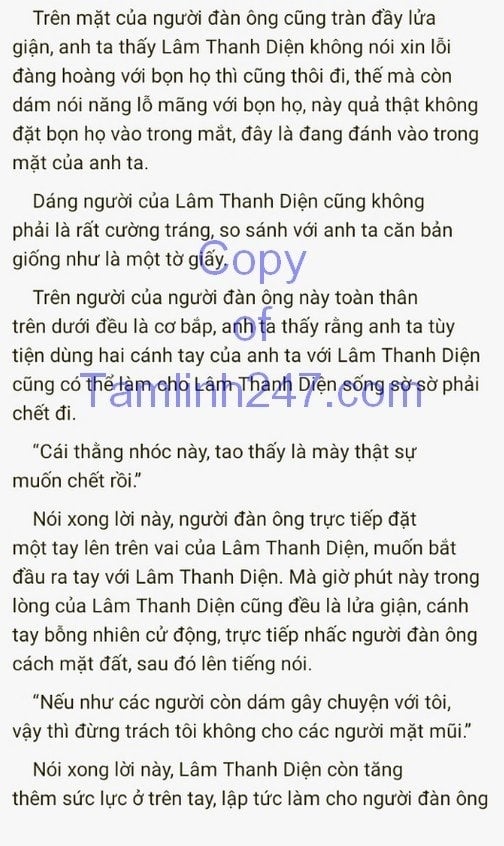 Trên mặt của người đàn ông cũng tràn đầy lửa
giận, anh ta thấy Lâm Thanh Diện không nói xin lỗi
đàng hoàng với bọn họ thì cũng thôi đi, thế mà còn
dám nói năng lỗ mãng với bọn họ, này quả thật không
đặt bọn họ vào trong mắt, đây là đang đánh vào trong
mặt của anh ta.
Dáng người của Lâm Thanh Diện cũng không
phải là rất cường tráng, so sánh với anh ta căn bản
giống như là một tờ giấy.
Copy
Trên người của người đàn ông này toàn thân
trên dưới đều là cơ bắp, anh ta thấy rằng anh ta tùy
of
tiện dùng hai cánh tay của anh ta với Lâm Thanh Diện
cũng có thể làm cho Lâm Thanh Diện sống sờ sờ phải
Tamlinh247.com
chết đi.
“Cái thằng nhóc này, tao thấy là mày thật sự
muốn chết rồi.”
Nói xong lời này, người đàn ông trực tiếp đặt
một tay lên trên vai của Lâm Thanh Diện, muốn bắt
đầu ra tay với Lâm Thanh Diện. Mà giờ phút này trong
lòng của Lâm Thanh Diện cũng đều là lửa giận, cánh
tay bỗng nhiên cử động, trực tiếp nhấc người đàn ông
cách mặt đất, sau đó lên tiếng nói.
“Nếu như các người còn dám gây chuyện với tôi,
vậy thì đừng trách tôi không cho các người mặt mũi.”
Nói xong lời này, Lâm Thanh Diện còn tăng
thêm sức lực ở trên tay, lập tức làm cho người đàn ông